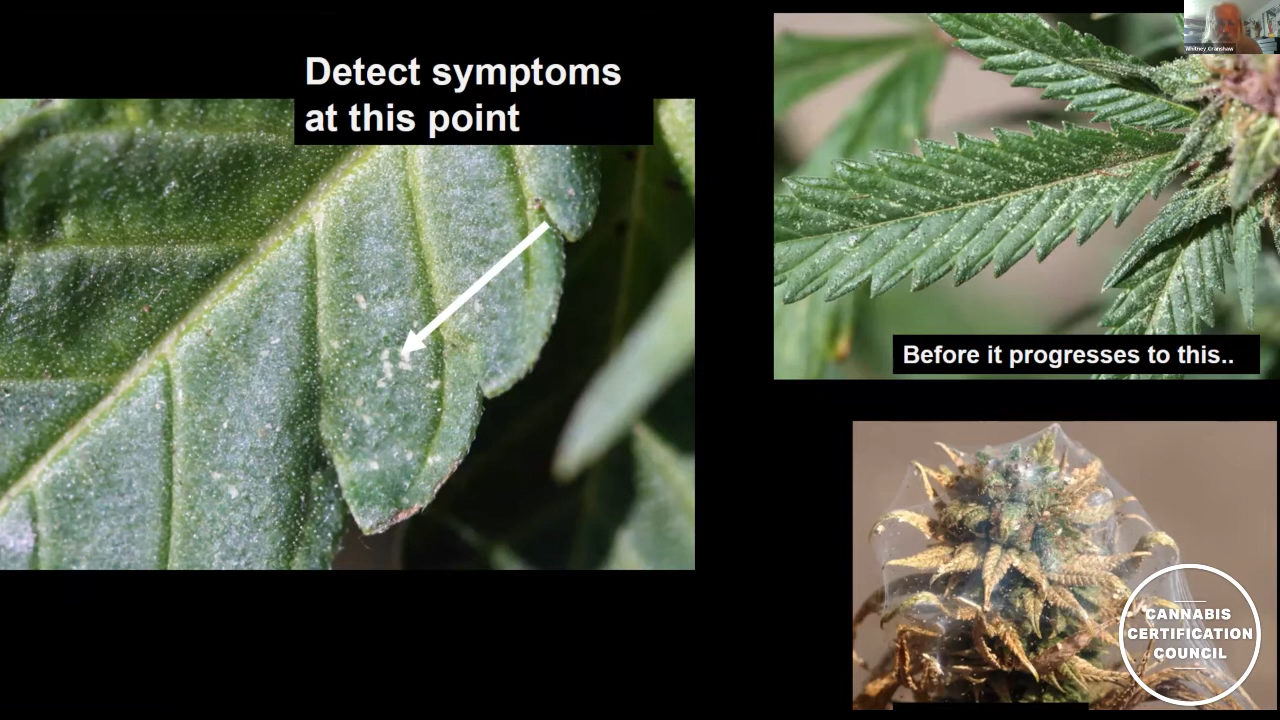 Detect symptoms
at this point
Whitney Cranshaw
Before it progresses to this..
CANNABIS
CERTIFICATION
COUNCIL